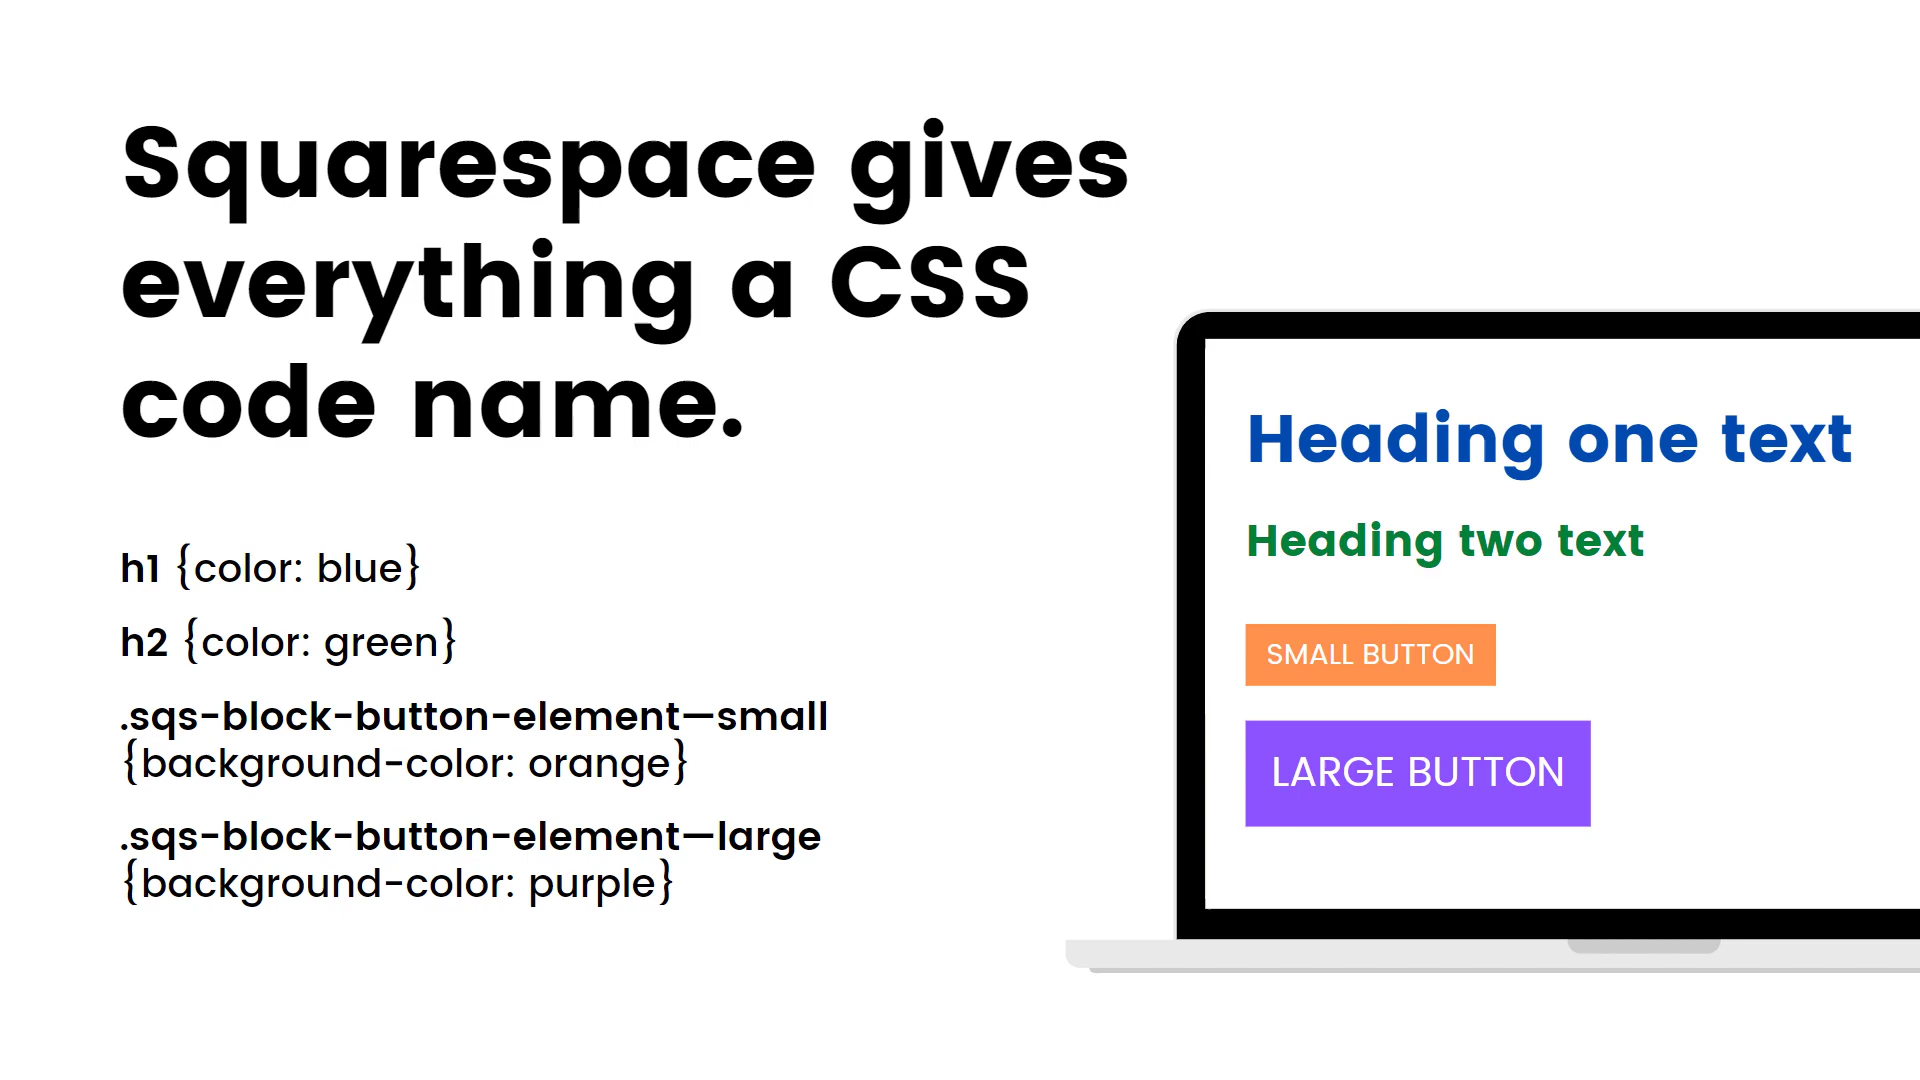 Squarespace gives
everything a CSS
code name.
h1 {color: blue}
h2 {color: green}
.sqs-block-button-element—small
{background-color: orange}
.sqs-block-button-element—large
{background-color: purple}
Heading one text
Heading two text
SMALL BUTTON
LARGE BUTTON